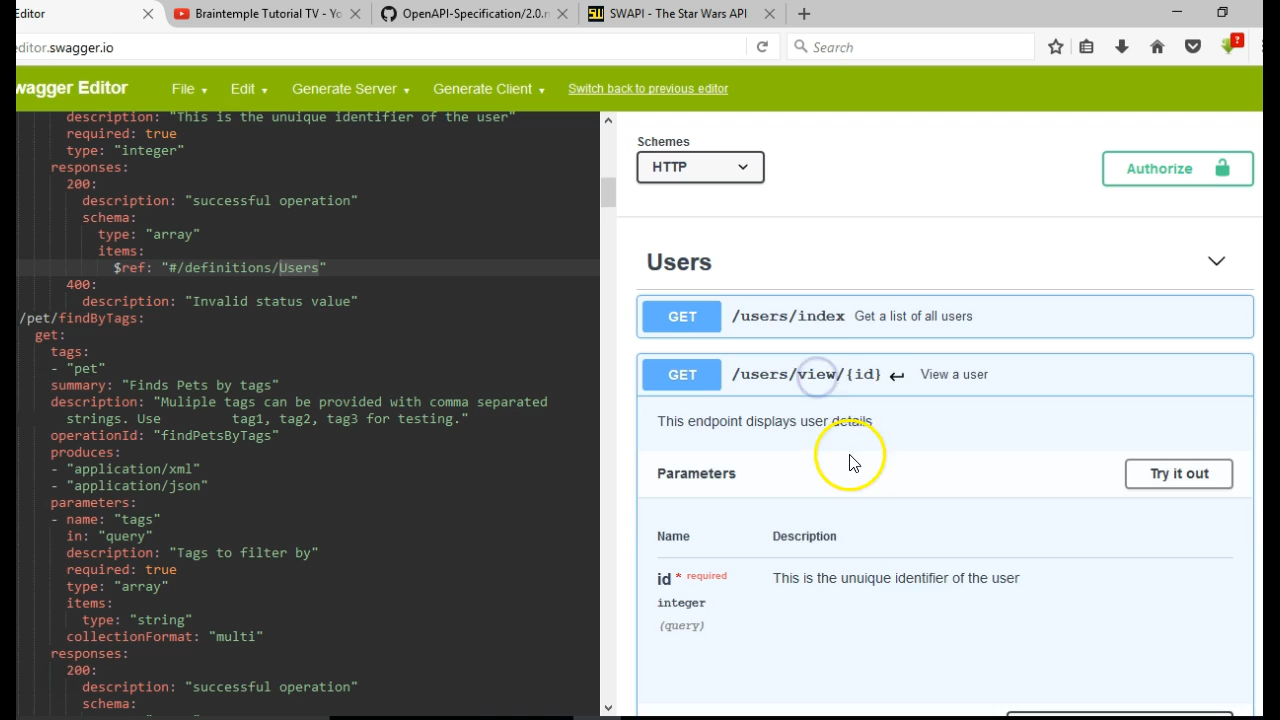 Editor
Braintemple Tutorial TV - Yo
OpenAPI-Specification/2.0.n
SWAPI - The Star Wars API
editor.swagger.io
Search
?
wagger Editor
File
Edit
Generate Server
Generate Client
Switch back to previous editor
description: "This is the unuique identifier of the user"
required: true
type: "integer"
responses:
200:
description: "successful operation"
schema:
type: "array"
items:
$ref: "#/definitions/Users"
400:
description: "Invalid status value"
/pet/findByTags:
get:
tags:
- "pet"
summary: "Finds Pets by tags"
description: "Muliple tags can be provided with comma separated
strings. Use tag1, tag2, tag3 for testing."
operationId: "findPetsByTags"
produces:
- "application/xml"
- "application/json"
parameters:
- name: "tags"
in: "query"
description: "Tags to filter by"
required: true
type: "array"
items:
type: "string"
collectionFormat: "multi"
responses:
200:
description: "successful operation"
schema:
Schemes
HTTP
Authorize
Users
GET /users/index Get a list of all users
GET /users/view/{id} View a user
This endpoint displays user details
Parameters
Try it out
Name Description
id * required This is the unuique identifier of the user
integer
(query)